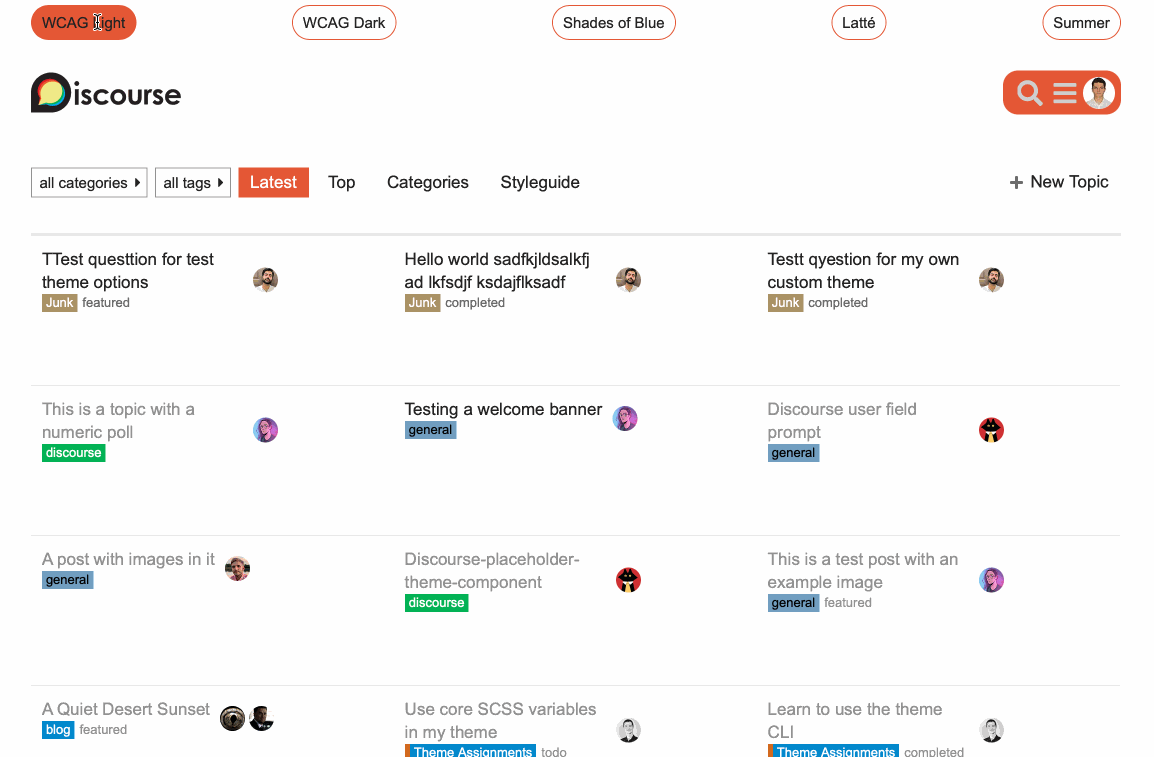 WCAG Light
WCAG Dark
Shades of Blue
Latté
Summer
Discourse
all categories
all tags
Latest
Top
Categories
Styleguide
+ New Topic
TTest questtion for test
theme options
Junk featured
Hello world sadfkjldsalkfj
ad lkfsdjf ksdajflksadf
Junk completed
Testt qyestion for my own
custom theme
Junk completed
This is a topic with a
numeric poll
discourse
Testing a welcome banner
general
Discourse user field
prompt
general
A post with images in it
general
Discourse-placeholder-
theme-component
discourse
This is a test post with an
example image
general featured
A Quiet Desert Sunset
blog featured
Use core SCSS variables
in my theme
Theme Assignments todo
Learn to use the theme
CLI
Theme Assignments completed